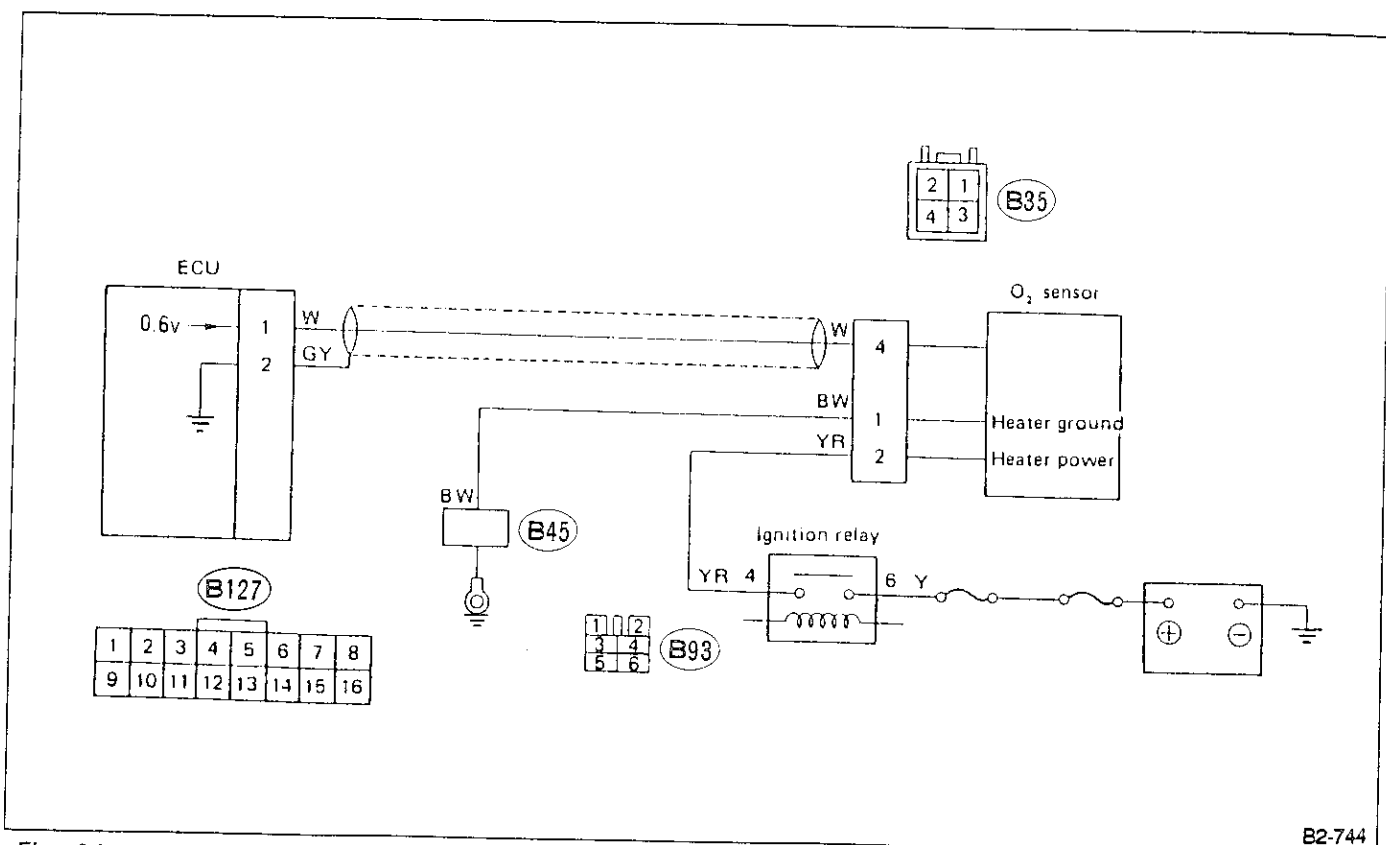 2 1
4 3
B35
ECU
O₂ sensor
0.6v
1
W
W
4
2
GY
BW
1
Heater ground
YR
2
Heater power
BW
B45
Ignition relay
YR 4
6 Y
B127
1 2
3 4
5 6
B93
+
-
1 2 3 4 5 6 7 8
9 10 11 12 13 14 15 16
B2-744